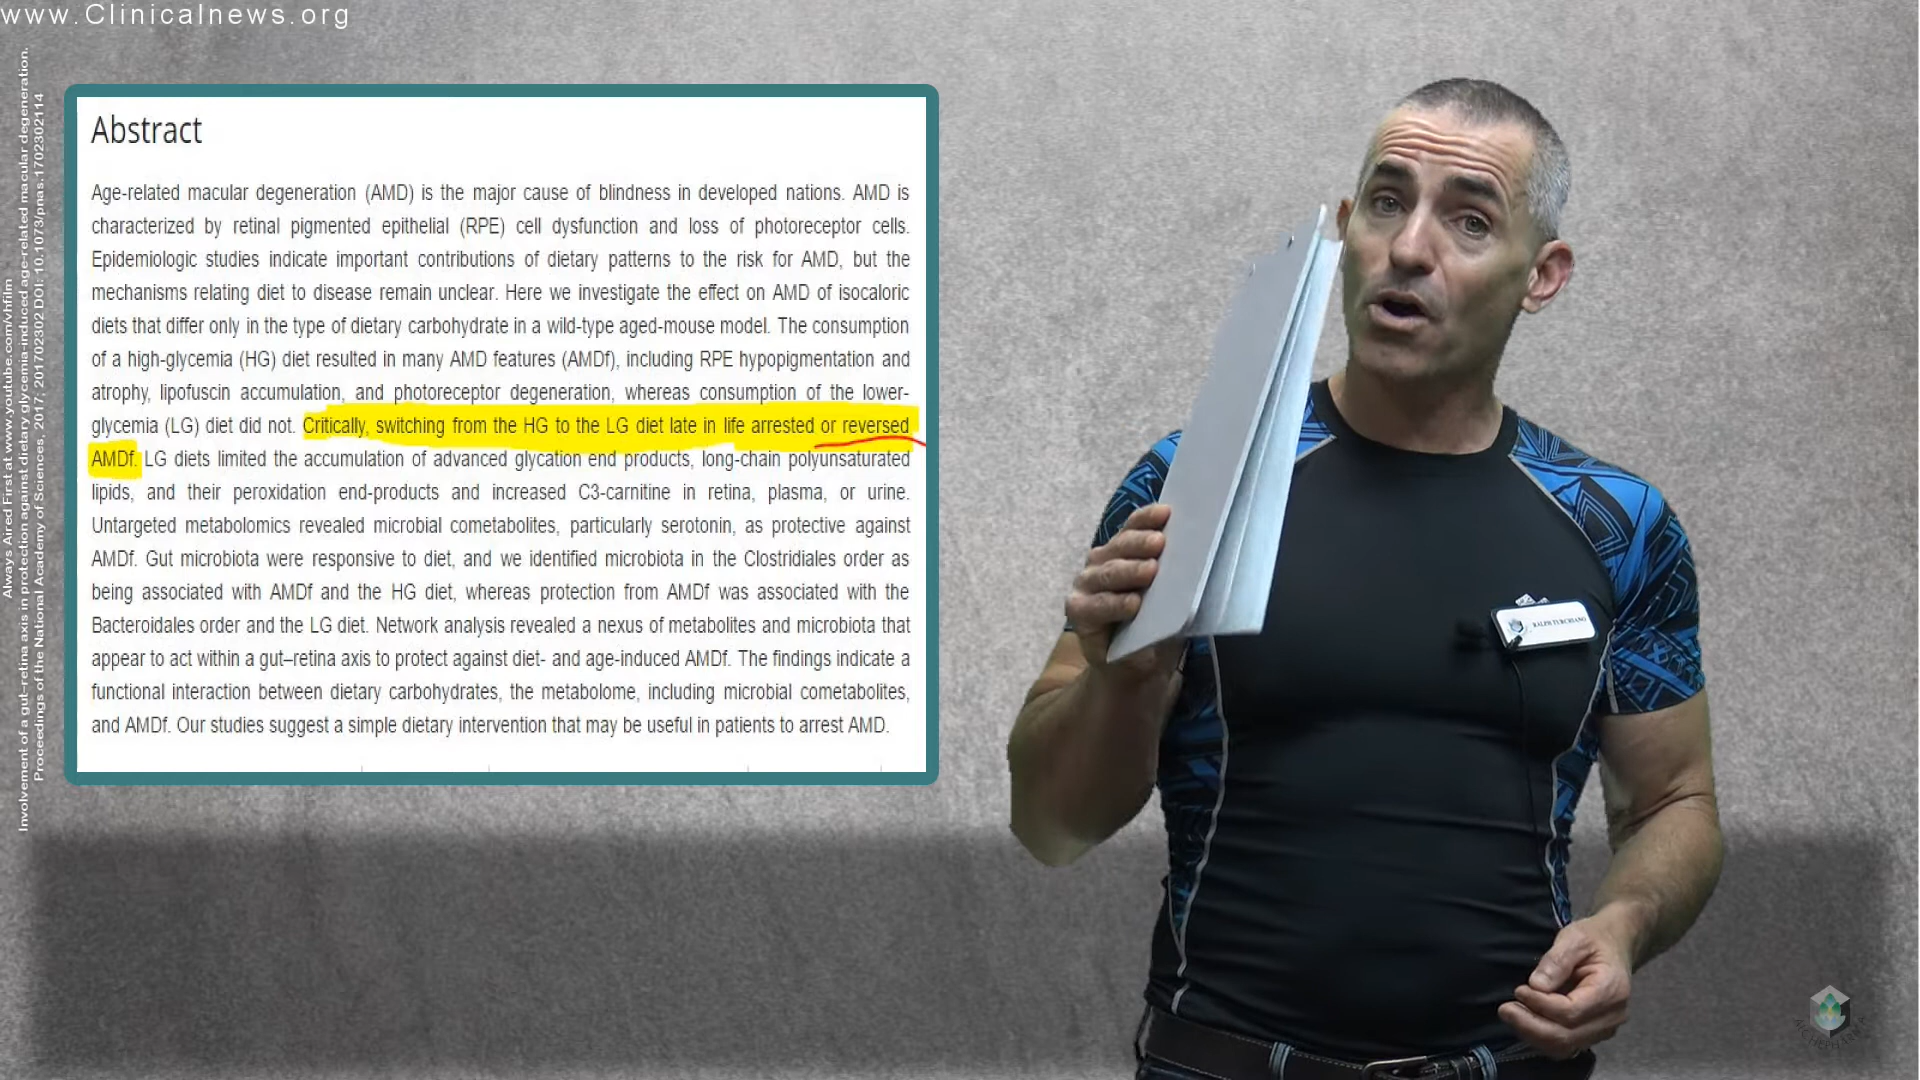 www.Clinicalnews.org
Always Aired First at www.youtube.com/vhfilm
Involvement of a gut–retina axis in protection against dietary glycemia-induced age-related macular degeneration.
Proceedings of the National Academy of Sciences, 2017; 201702302 DOI: 10.1073/pnas.1702302114
Abstract
Age-related macular degeneration (AMD) is the major cause of blindness in developed nations. AMD is
characterized by retinal pigmented epithelial (RPE) cell dysfunction and loss of photoreceptor cells.
Epidemiologic studies indicate important contributions of dietary patterns to the risk for AMD, but the
mechanisms relating diet to disease remain unclear. Here we investigate the effect on AMD of isocaloric
diets that differ only in the type of dietary carbohydrate in a wild-type aged-mouse model. The consumption
of a high-glycemia (HG) diet resulted in many AMD features (AMDf), including RPE hypopigmentation and
atrophy, lipofuscin accumulation, and photoreceptor degeneration, whereas consumption of the lower-
glycemia (LG) diet did not. Critically, switching from the HG to the LG diet late in life arrested or reversed
AMDf. LG diets limited the accumulation of advanced glycation end products, long-chain polyunsaturated
lipids, and their peroxidation end-products and increased C3-carnitine in retina, plasma, or urine.
Untargeted metabolomics revealed microbial cometabolites, particularly serotonin, as protective against
AMDf. Gut microbiota were responsive to diet, and we identified microbiota in the Clostridiales order as
being associated with AMDf and the HG diet, whereas protection from AMDf was associated with the
Bacteroidales order and the LG diet. Network analysis revealed a nexus of metabolites and microbiota that
appear to act within a gut–retina axis to protect against diet- and age-induced AMDf. The findings indicate a
functional interaction between dietary carbohydrates, the metabolome, including microbial cometabolites,
and AMDf. Our studies suggest a simple dietary intervention that may be useful in patients to arrest AMD.
RALPH TURCHIANO